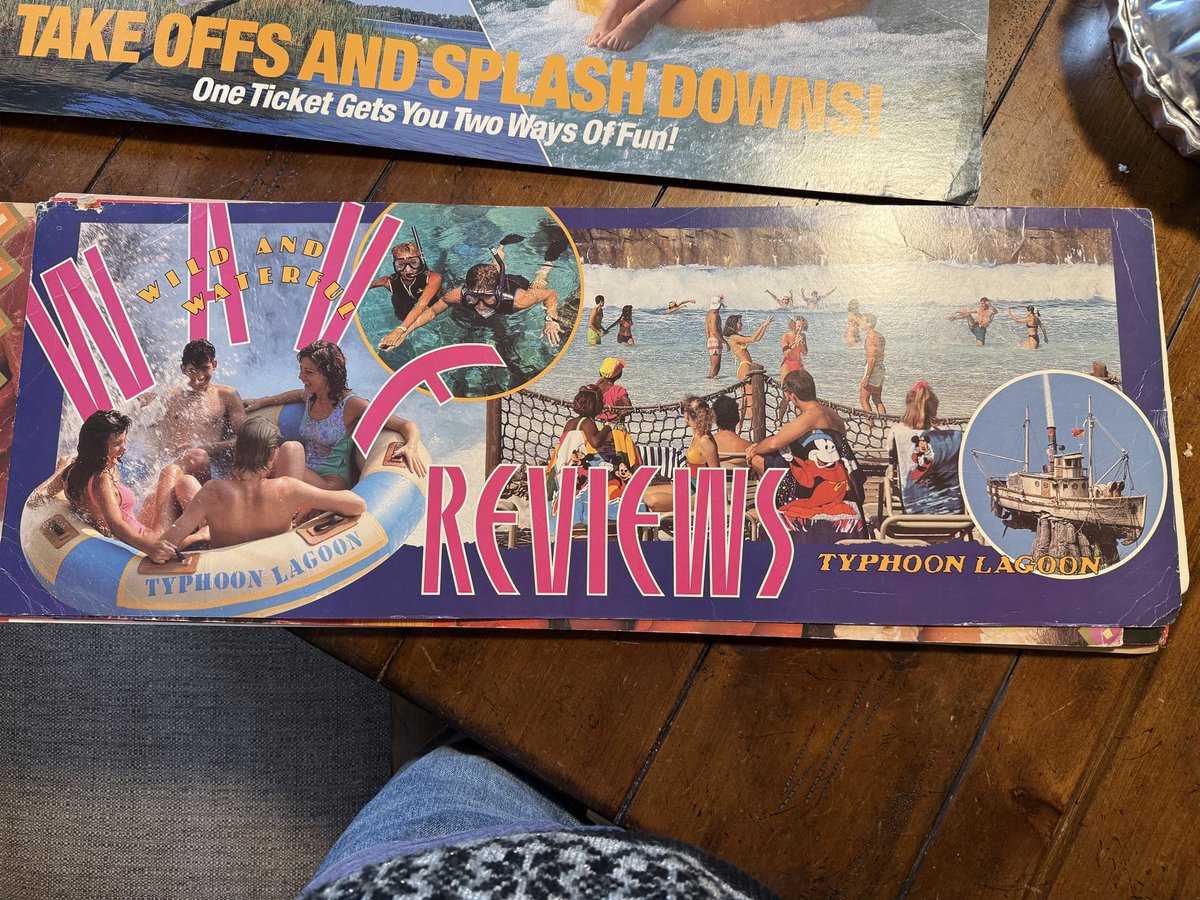 TAKE OFFS AND SPLASH DOWNS!
One Ticket Gets You Two Ways Of Fun!
WILD AND
WATERFUL
WAVE
REVIEWS
TYPHOON LAGOON
TYPHOON LAGOON